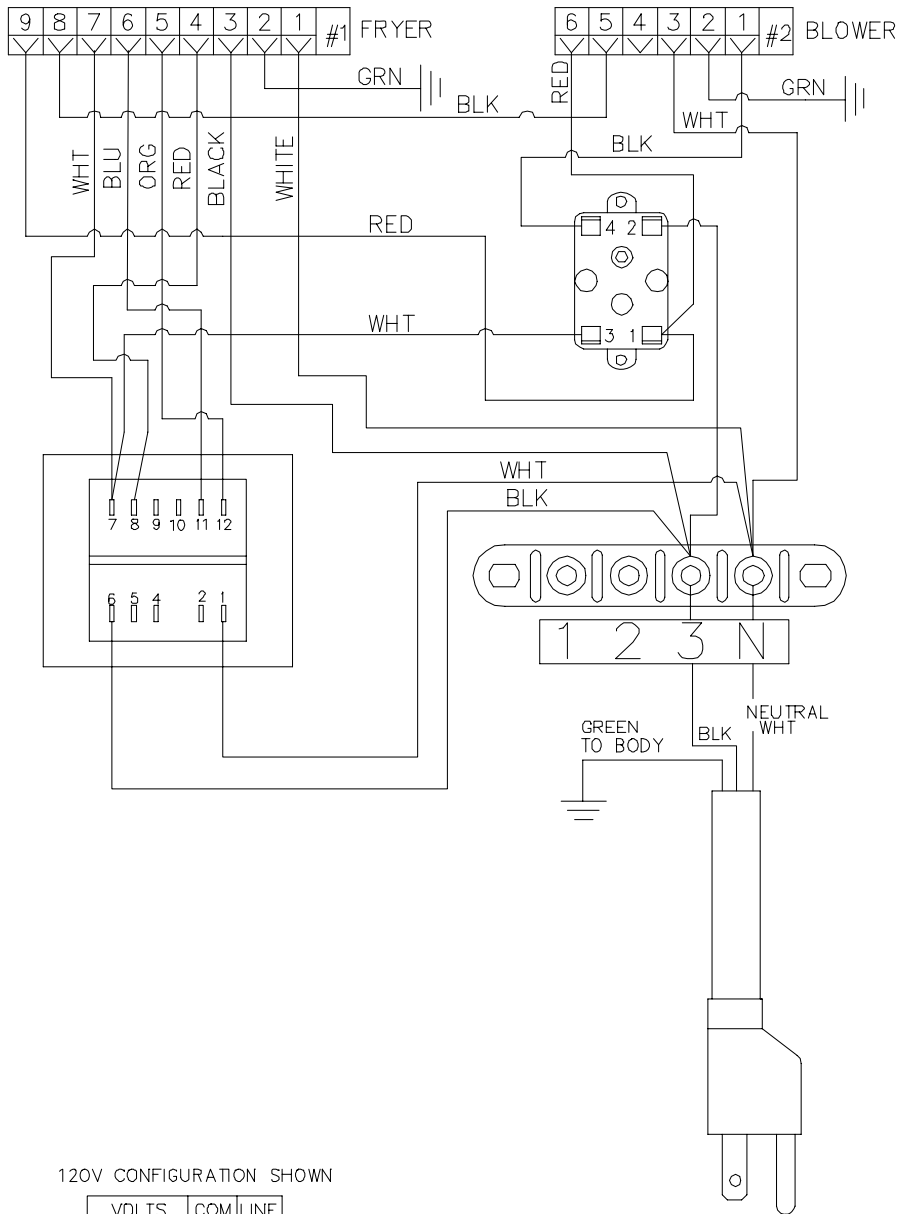 9 8 7 6 5 4 3 2 1 #1 FRYER
6 5 4 3 2 1 #2 BLOWER
GRN
RED
GRN
BLK
WHT
BLK
WHT
BLU
ORG
RED
BLACK
WHITE
RED
4 2
WHT
3 1
WHT
BLK
7 8 9 10 11 12
6 5 4 2 1
1 2 3 N
NEUTRAL
WHT
GREEN
TO BODY
BLK
120V CONFIGURATION SHOWN
VOLTS COM LINE